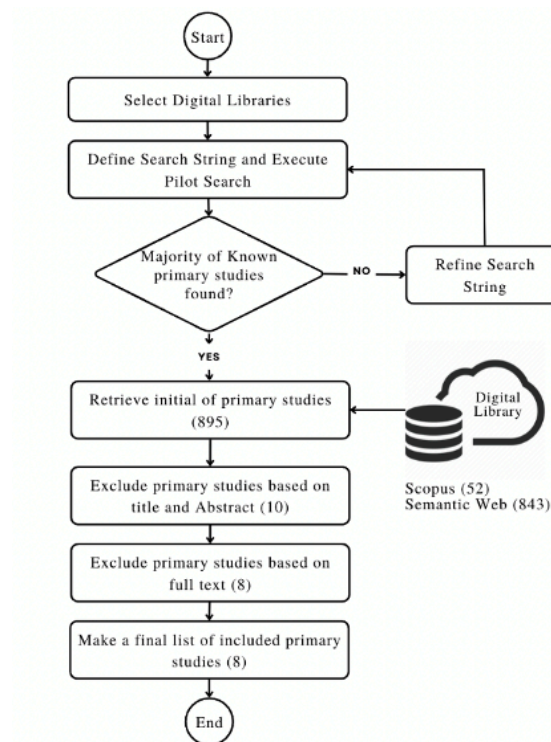 Start
Select Digital Libraries
Define Search String and Execute
Pilot Search
Majority of Known
primary studies
found?
NO
Refine Search
String
YES
Retrieve initial of primary studies
(895)
Digital
Library
Scopus (52)
Semantic Web (843)
Exclude primary studies based on
title and Abstract (10)
Exclude primary studies based on
full text (8)
Make a final list of included primary
studies (8)
End